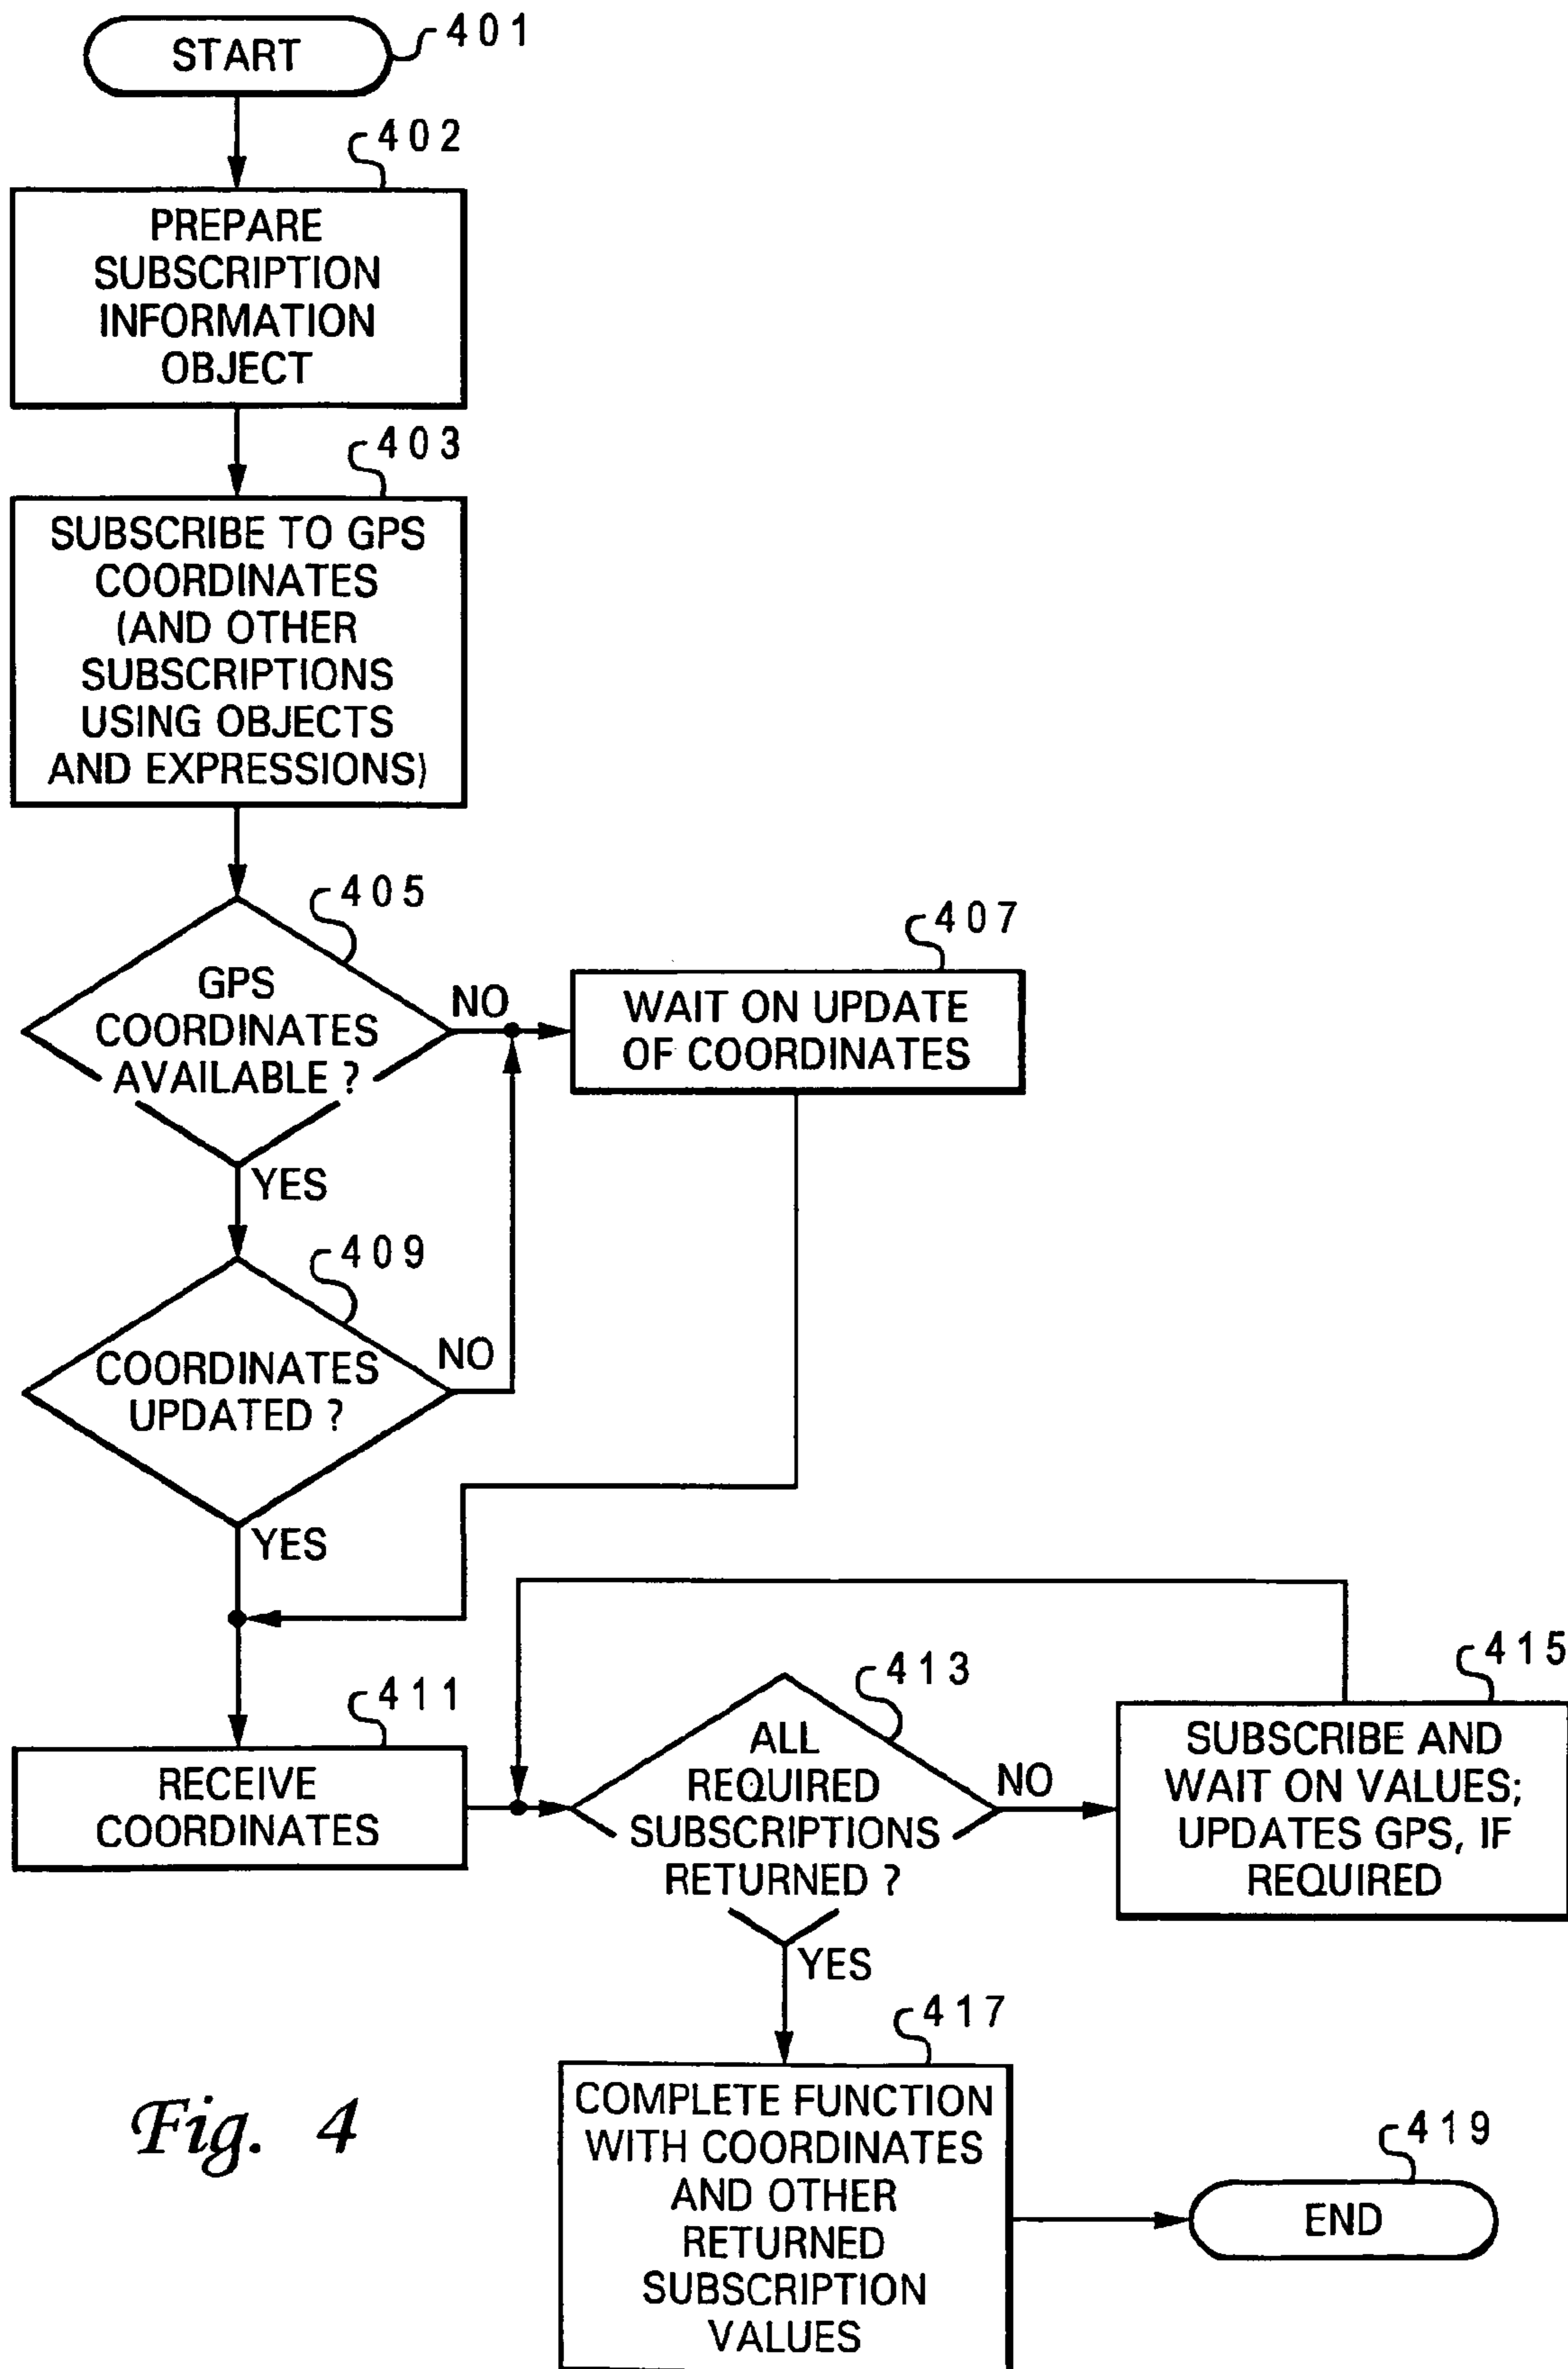 START
401
402
PREPARE
SUBSCRIPTION
INFORMATION
OBJECT
403
SUBSCRIBE TO GPS
COORDINATES
(AND OTHER
SUBSCRIPTIONS
USING OBJECTS
AND EXPRESSIONS)
405
GPS
COORDINATES
AVAILABLE ?
NO
407
WAIT ON UPDATE
OF COORDINATES
YES
409
COORDINATES
UPDATED ?
NO
YES
411
RECEIVE
COORDINATES
413
ALL
REQUIRED
SUBSCRIPTIONS
RETURNED ?
NO
415
SUBSCRIBE AND
WAIT ON VALUES;
UPDATES GPS, IF
REQUIRED
YES
417
COMPLETE FUNCTION
WITH COORDINATES
AND OTHER
RETURNED
SUBSCRIPTION
VALUES
419
END
Fig. 4